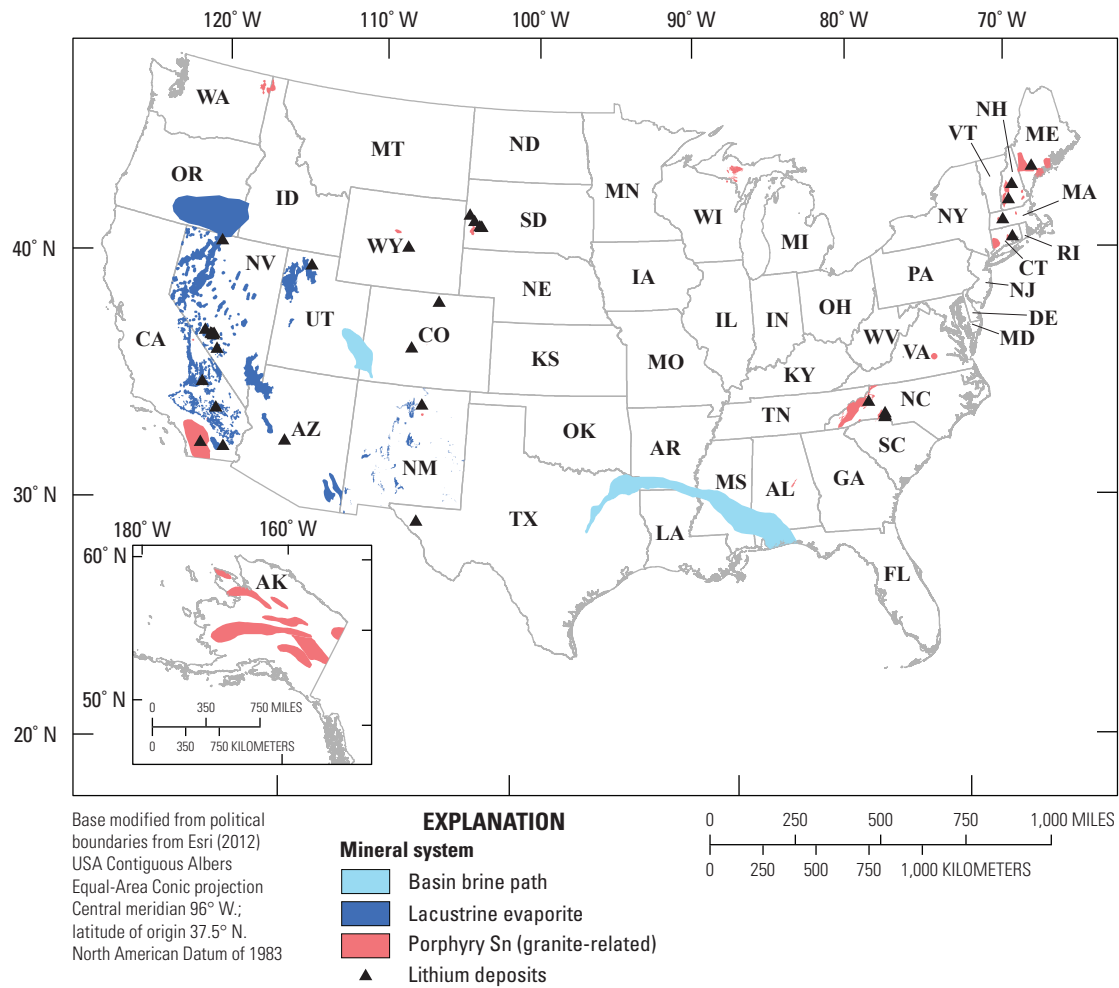 120° W 110° W 100° W 90° W 80° W 70° W
WA
MT
ND
MN
NH
VT
ME
OR
ID
SD
WI
MI
NY
MA
40° N
WY
NV
UT
CA
CO
NE
IA
IL
IN
OH
PA
RI
CT
NJ
DE
MD
WV
VA
KS
MO
KY
AZ
NM
OK
AR
TN
NC
SC
30° N
TX
LA
MS
AL
GA
FL
180° W 160° W
60° N
AK
50° N
0 350 750 MILES
0 350 750 KILOMETERS
20° N
Base modified from political
boundaries from Esri (2012)
USA Contiguous Albers
Equal-Area Conic projection
Central meridian 96° W.;
latitude of origin 37.5° N.
North American Datum of 1983
EXPLANATION
Mineral system
Basin brine path
Lacustrine evaporite
Porphyry Sn (granite-related)
Lithium deposits
0 250 500 750 1,000 MILES
0 250 500 750 1,000 KILOMETERS